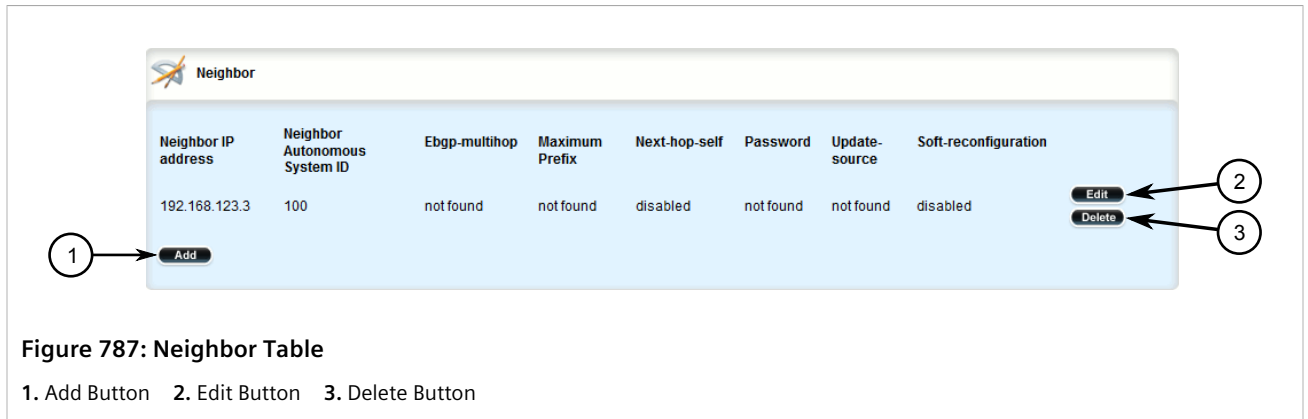 Neighbor
Neighbor IP address
Neighbor Autonomous System ID
Ebgp-multihop
Maximum Prefix
Next-hop-self
Password
Update-source
Soft-reconfiguration
192.168.123.3 100 not found not found disabled not found not found disabled
Edit 2
Delete 3
1 Add
Figure 787: Neighbor Table
1. Add Button 2. Edit Button 3. Delete Button